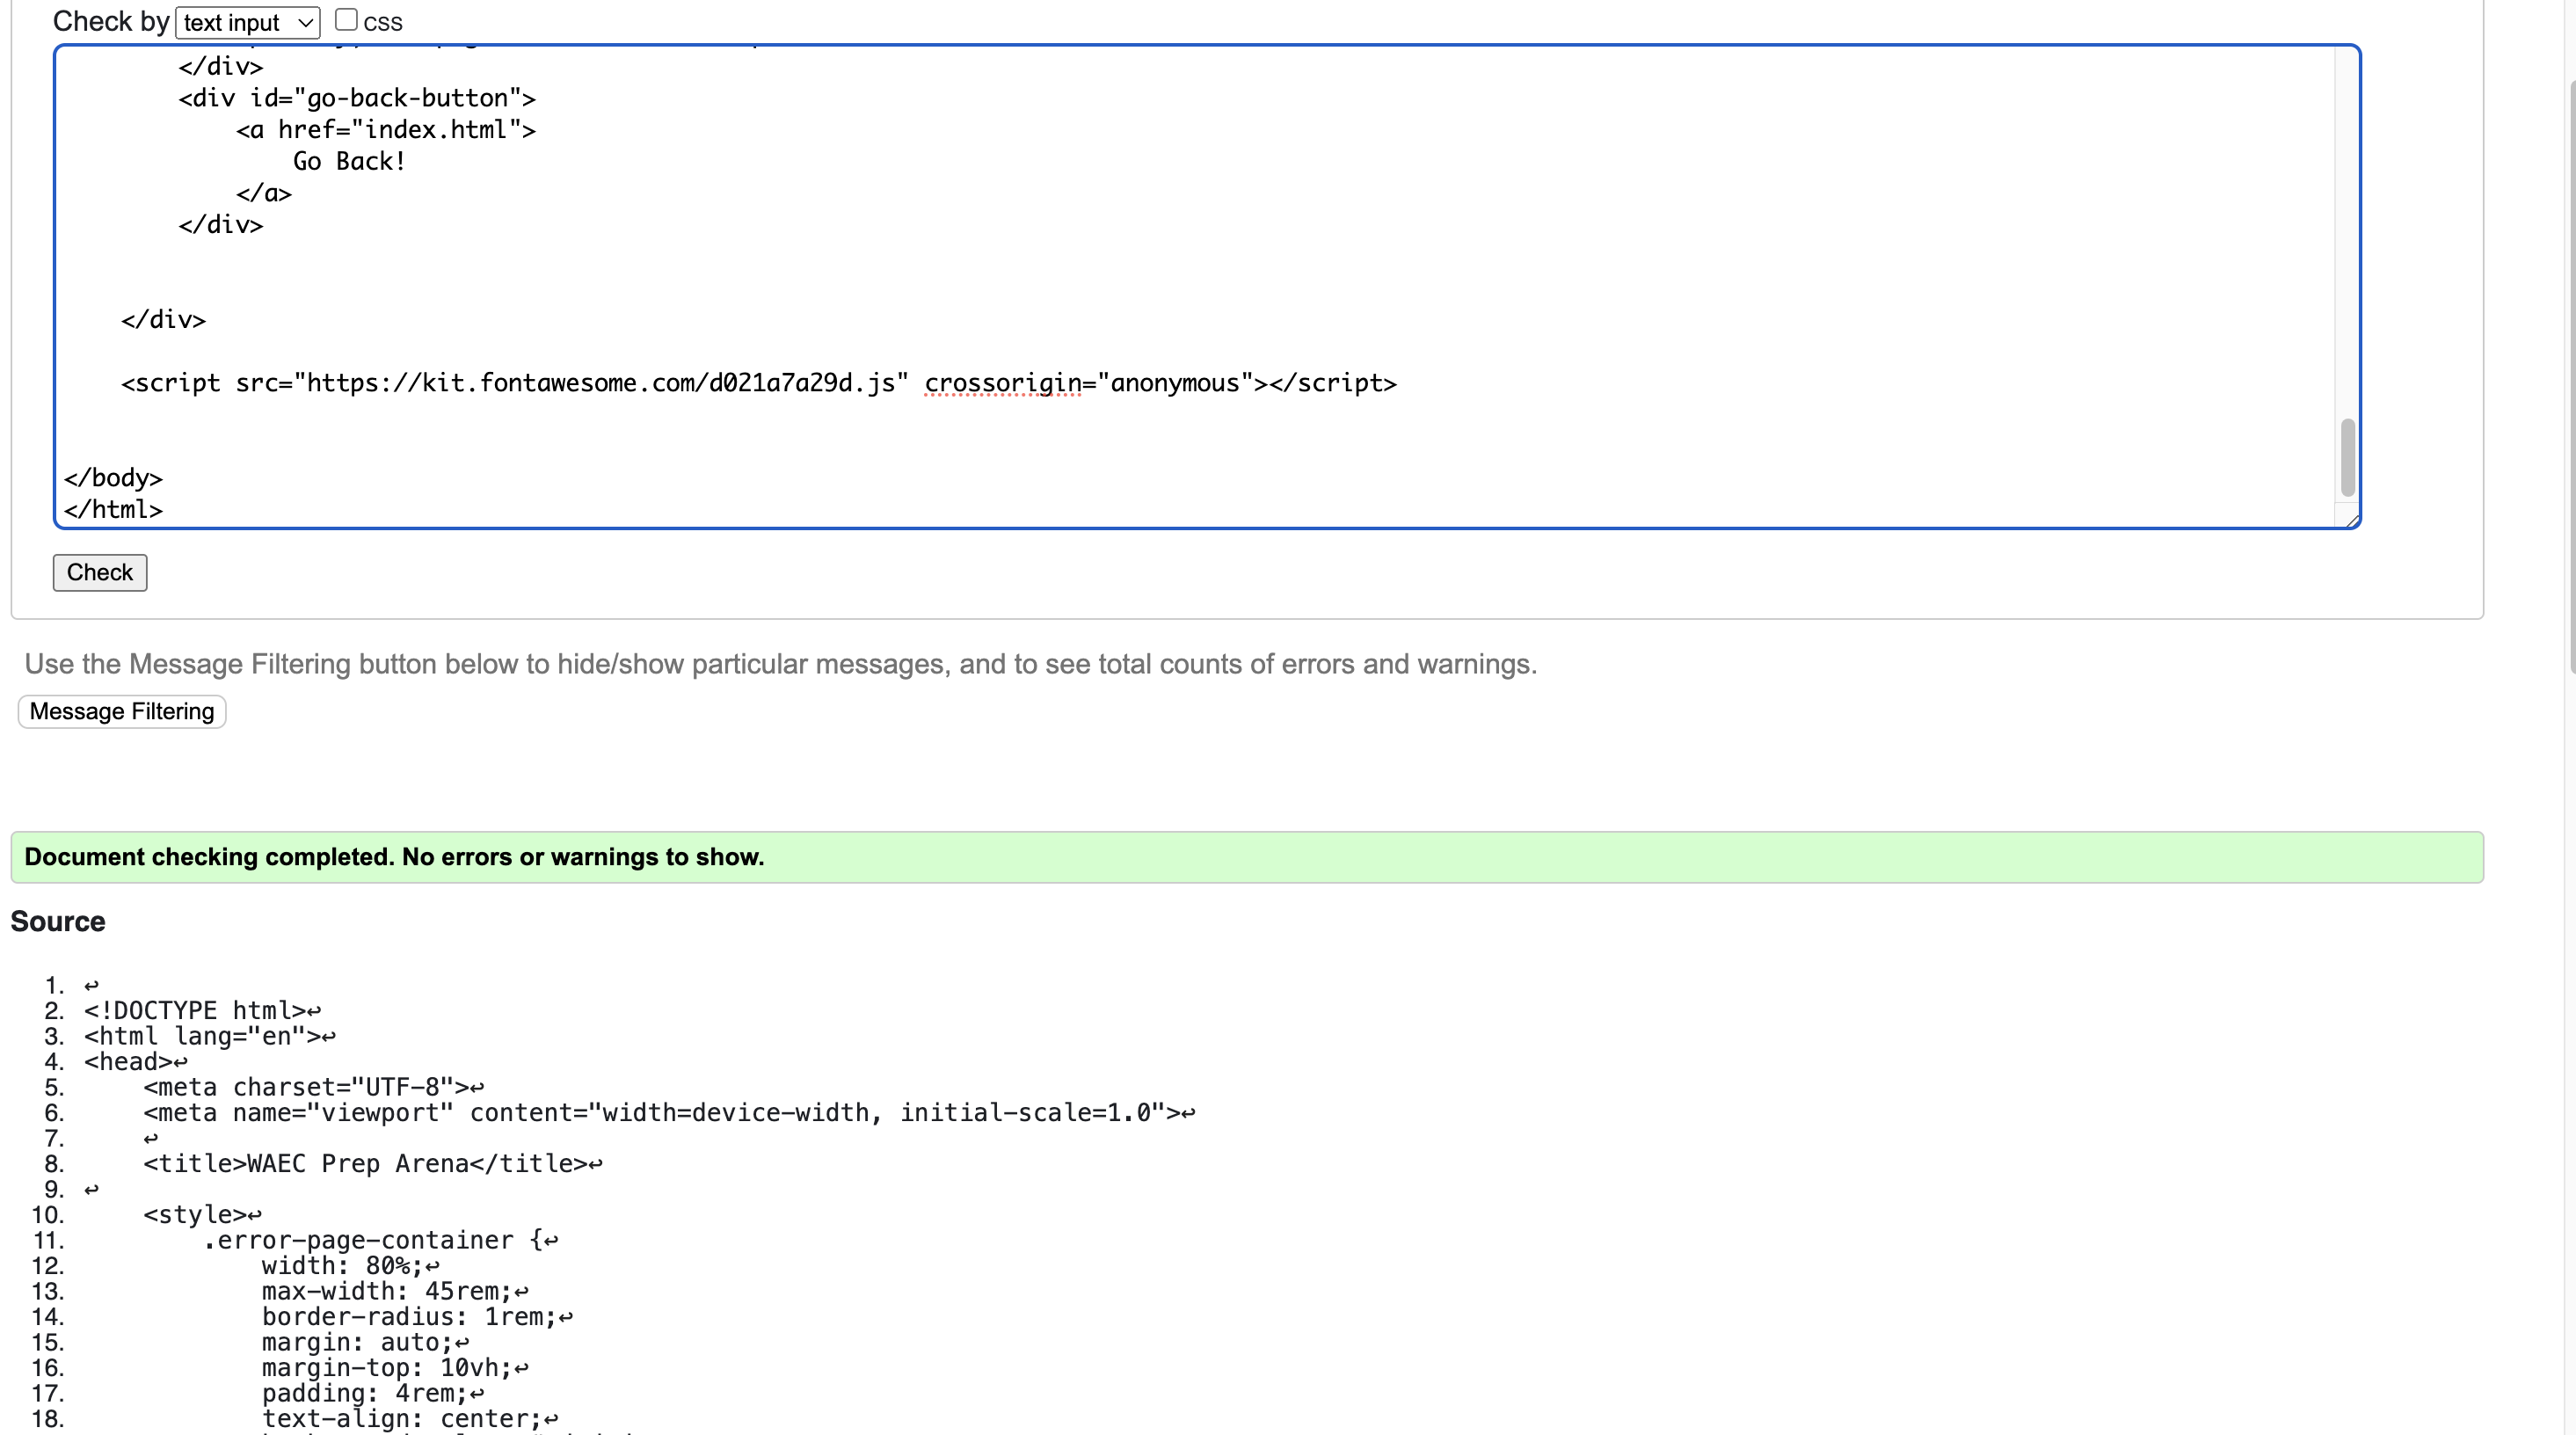 Check by text input css
</div>
<div id="go-back-button">
<a href="index.html">
Go Back!
</a>
</div>
</div>
<script src="https://kit.fontawesome.com/d021a7a29d.js" crossorigin="anonymous"></script>
</body>
</html>
Check
Use the Message Filtering button below to hide/show particular messages, and to see total counts of errors and warnings.
Message Filtering
Document checking completed. No errors or warnings to show.
Source
1. ↩
2. <!DOCTYPE html>↩
3. <html lang="en">↩
4. <head>↩
5. <meta charset="UTF-8">↩
6. <meta name="viewport" content="width=device-width, initial-scale=1.0">↩
7. ↩
8. <title>WAEC Prep Arena</title>↩
9. ↩
10. <style>↩
11. .error-page-container {↩
12. width: 80%;↩
13. max-width: 45rem;↩
14. border-radius: 1rem;↩
15. margin: auto;↩
16. margin-top: 10vh;↩
17. padding: 4rem;↩
18. text-align: center;↩